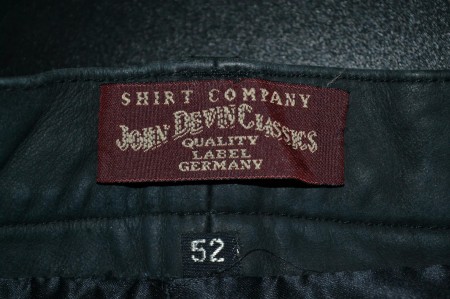 SHIRT COMPANY
JOHN DEVIN CLASSICS
QUALITY
LABEL
GERMANY
52